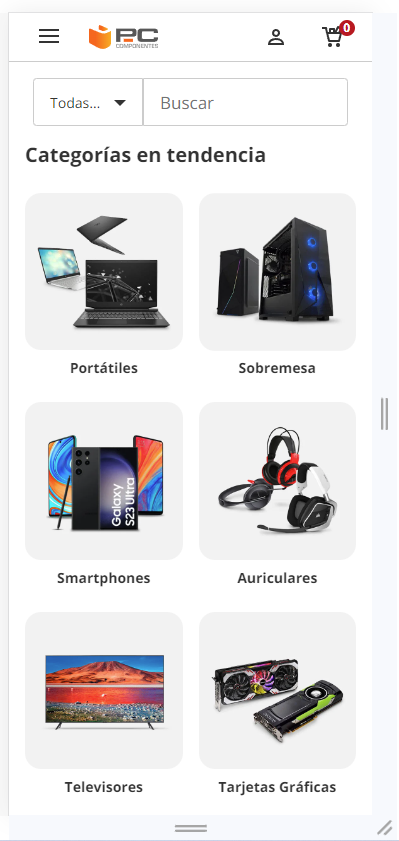 PC
COMPONENTES
0
Todas...
Buscar
Categorías en tendencia
Portátiles
Sobremesa
Galaxy
S23 Ultra
Smartphones
Auriculares
Televisores
Tarjetas Gráficas